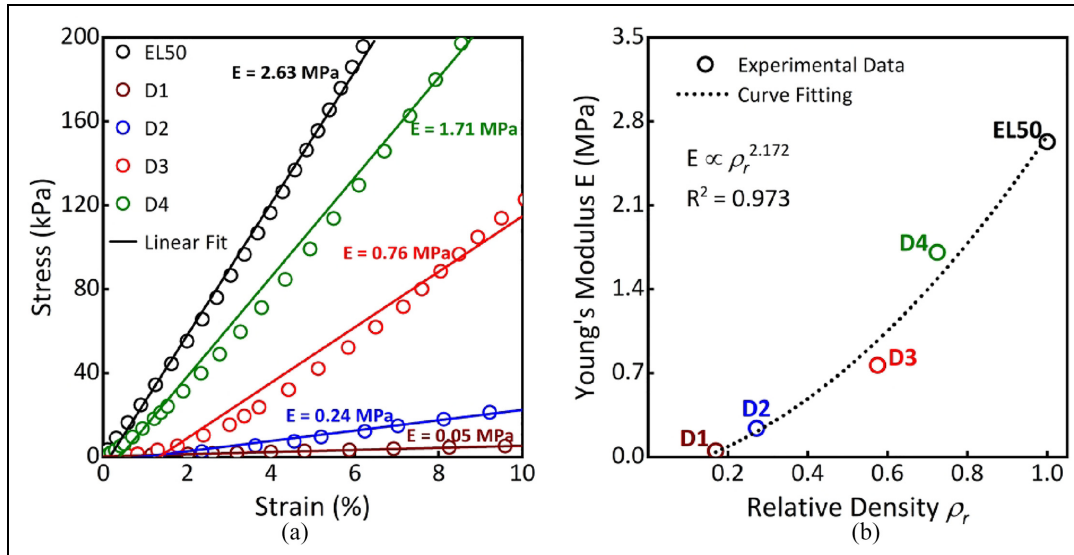 200
160
120
80
40
0
0
2
4
6
8
10
Stress (kPa)
Strain (%)
EL50
D1
D2
D3
D4
Linear Fit
E = 2.63 MPa
E = 1.71 MPa
E = 0.76 MPa
E = 0.24 MPa
E = 0.05 MPa
(a)
3.5
2.8
2.1
1.4
0.7
0.0
0.2
0.4
0.6
0.8
1.0
Young's Modulus E (MPa)
Relative Density ρr
Experimental Data
Curve Fitting
E ∝ ρr^2.172
R² = 0.973
EL50
D4
D3
D2
D1
(b)